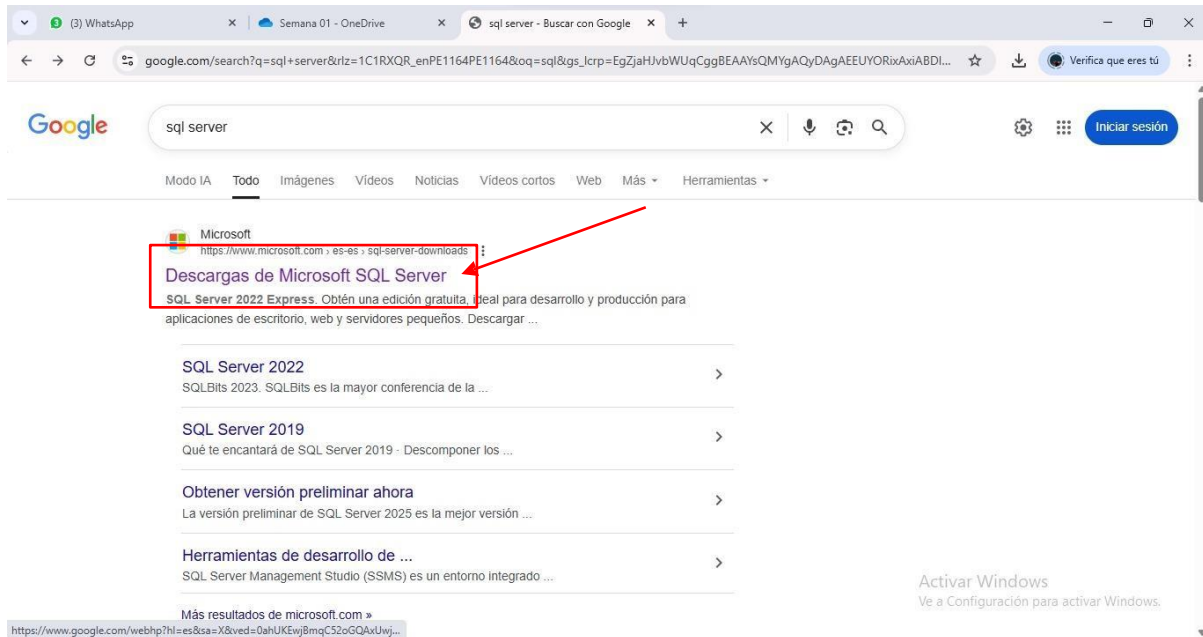 (3) WhatsApp
Semana 01 - OneDrive
sql server - Buscar con Google
google.com/search?q=sql+server&rlz=1C1RXQR_enPE1164PE1164&oq=sql&gs_lcrp=EgZjaHJvbWUqCggBEAAYsQMYgAQyDAgAEEUYORixAxiABDI...
Verifica que eres tú
Google
sql server
Iniciar sesión
Modo IA Todo Imágenes Vídeos Noticias Vídeos cortos Web Más Herramientas
Microsoft
https://www.microsoft.com › es-es › sql-server-downloads
Descargas de Microsoft SQL Server
SQL Server 2022 Express. Obtén una edición gratuita, ideal para desarrollo y producción para
aplicaciones de escritorio, web y servidores pequeños. Descargar ...
SQL Server 2022
SQLBits 2023. SQLBits es la mayor conferencia de la ...
SQL Server 2019
Qué te encantará de SQL Server 2019 · Descomponer los ...
Obtener versión preliminar ahora
La versión preliminar de SQL Server 2025 es la mejor versión ...
Herramientas de desarrollo de ...
SQL Server Management Studio (SSMS) es un entorno integrado ...
Más resultados de microsoft.com »
Activar Windows
Ve a Configuración para activar Windows.
https://www.google.com/webhp?hl=es&sa=X&ved=0ahUKEwjBmqC52oGQAxUwj...